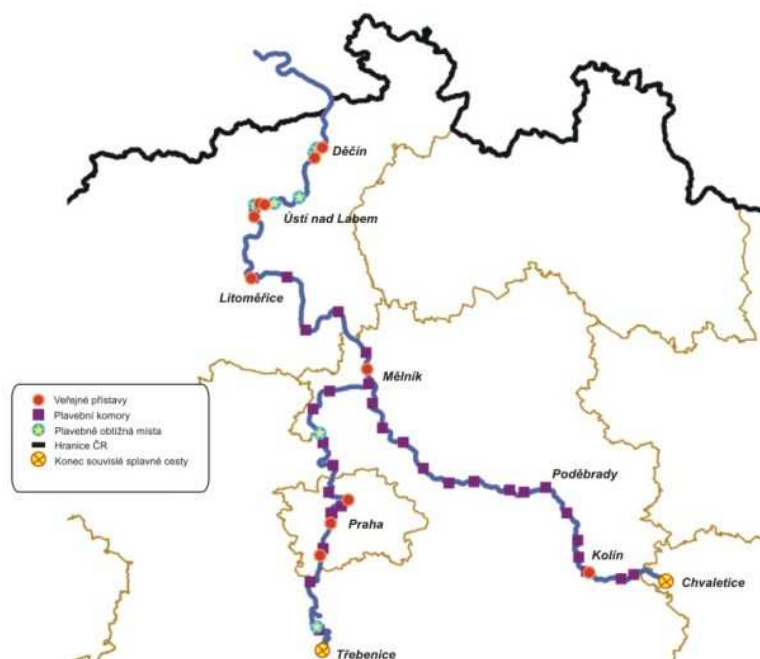 Děčín
Ústí nad Labem
Litoměřice
Mělník
Veřejné přístavy
Plavební komory
Plavebně obtížná místa
Hranice ČR
Konec souvislé splavné cesty
Poděbrady
Praha
Kolín
Chvaletice
Třebenice